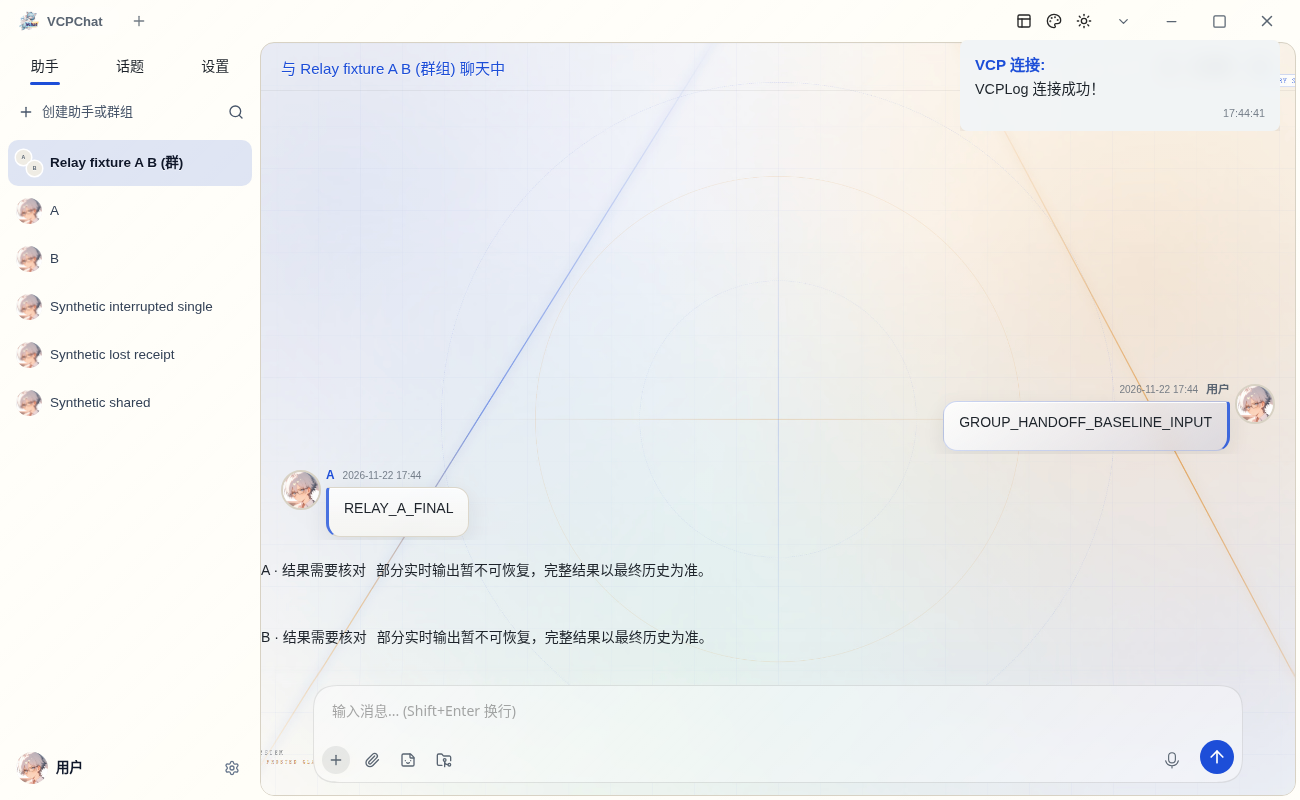 VCPChat
助手 话题 设置
创建助手或群组
A B Relay fixture A B (群)
A
B
Synthetic interrupted single
Synthetic lost receipt
Synthetic shared
用户
与 Relay fixture A B (群组) 聊天中
VCP 连接:
VCPLog 连接成功!
17:44:41
2026-11-22 17:44 用户
GROUP_HANDOFF_BASELINE_INPUT
A 2026-11-22 17:44
RELAY_A_FINAL
A · 结果需要核对 部分实时输出暂不可恢复，完整结果以最终历史为准。
B · 结果需要核对 部分实时输出暂不可恢复，完整结果以最终历史为准。
输入消息... (Shift+Enter 换行)